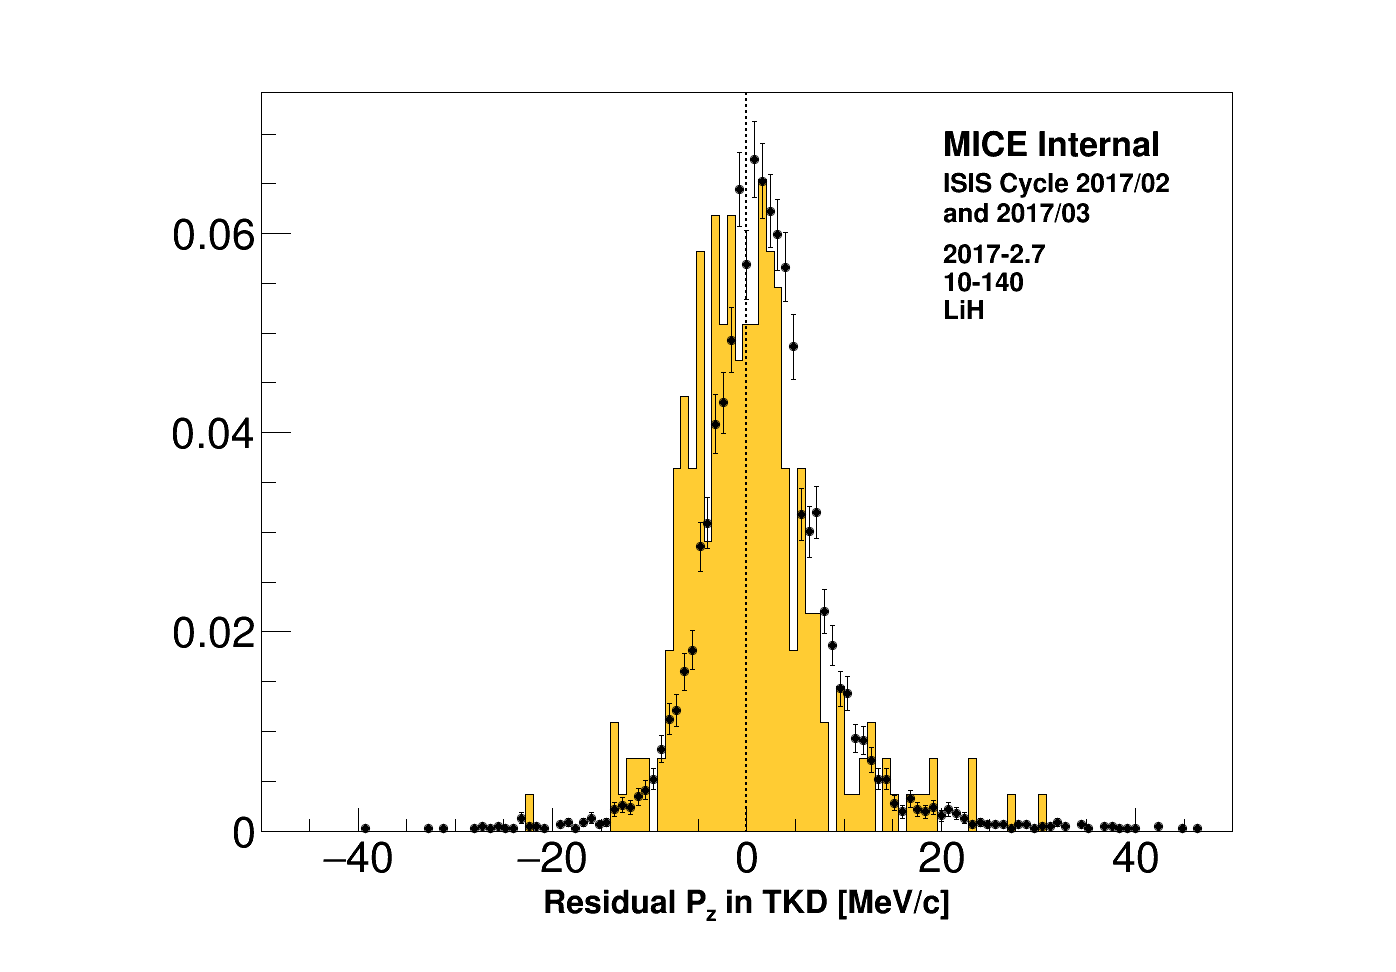 MICE Internal
ISIS Cycle 2017/02
and 2017/03
2017-2.7
10-140
LiH
0.06
0.04
0.02
0
−40 −20 0 20 40
Residual Pz in TKD [MeV/c]